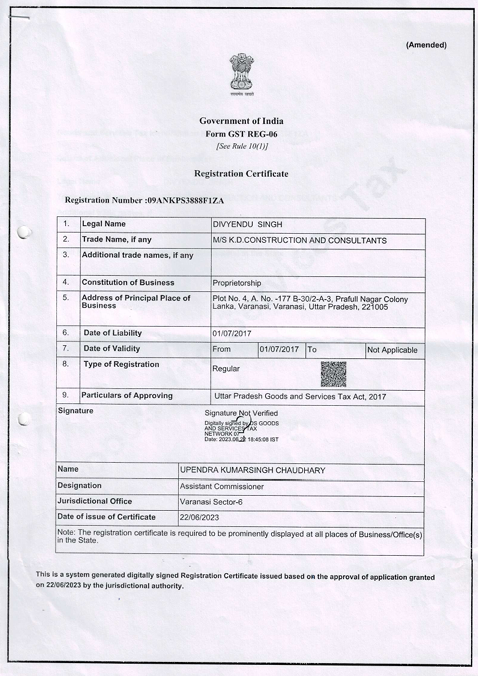 (Amended)
सत्यमेव जयते
Government of India
Form GST REG-06
[See Rule 10(1)]
Registration Certificate
Registration Number :09ANKPS3888F1ZA
1. Legal Name DIVYENDU SINGH
2. Trade Name, if any M/S K.D.CONSTRUCTION AND CONSULTANTS
3. Additional trade names, if any
4. Constitution of Business Proprietorship
5. Address of Principal Place of Business Plot No. 4, A. No. -177 B-30/2-A-3, Prafull Nagar Colony
Lanka, Varanasi, Varanasi, Uttar Pradesh, 221005
6. Date of Liability 01/07/2017
7. Date of Validity From 01/07/2017 To Not Applicable
8. Type of Registration Regular
9. Particulars of Approving Uttar Pradesh Goods and Services Tax Act, 2017
Signature Signature Not Verified
Digitally signed by DS GOODS
AND SERVICES TAX
NETWORK
Date: 2023.06.22 18:45:08 IST
Name UPENDRA KUMARSINGH CHAUDHARY
Designation Assistant Commissioner
Jurisdictional Office Varanasi Sector-6
Date of issue of Certificate 22/06/2023
Note: The registration certificate is required to be prominently displayed at all places of Business/Office(s)
in the State.
This is a system generated digitally signed Registration Certificate issued based on the approval of application granted
on 22/06/2023 by the jurisdictional authority.